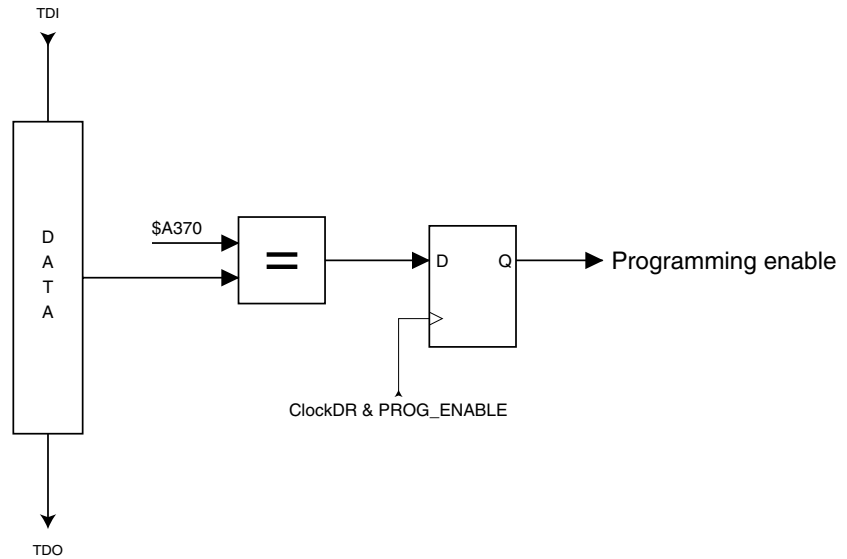 TDI
D
A
T
A
$A370
=
D
Q
Programming enable
ClockDR & PROG_ENABLE
TDO